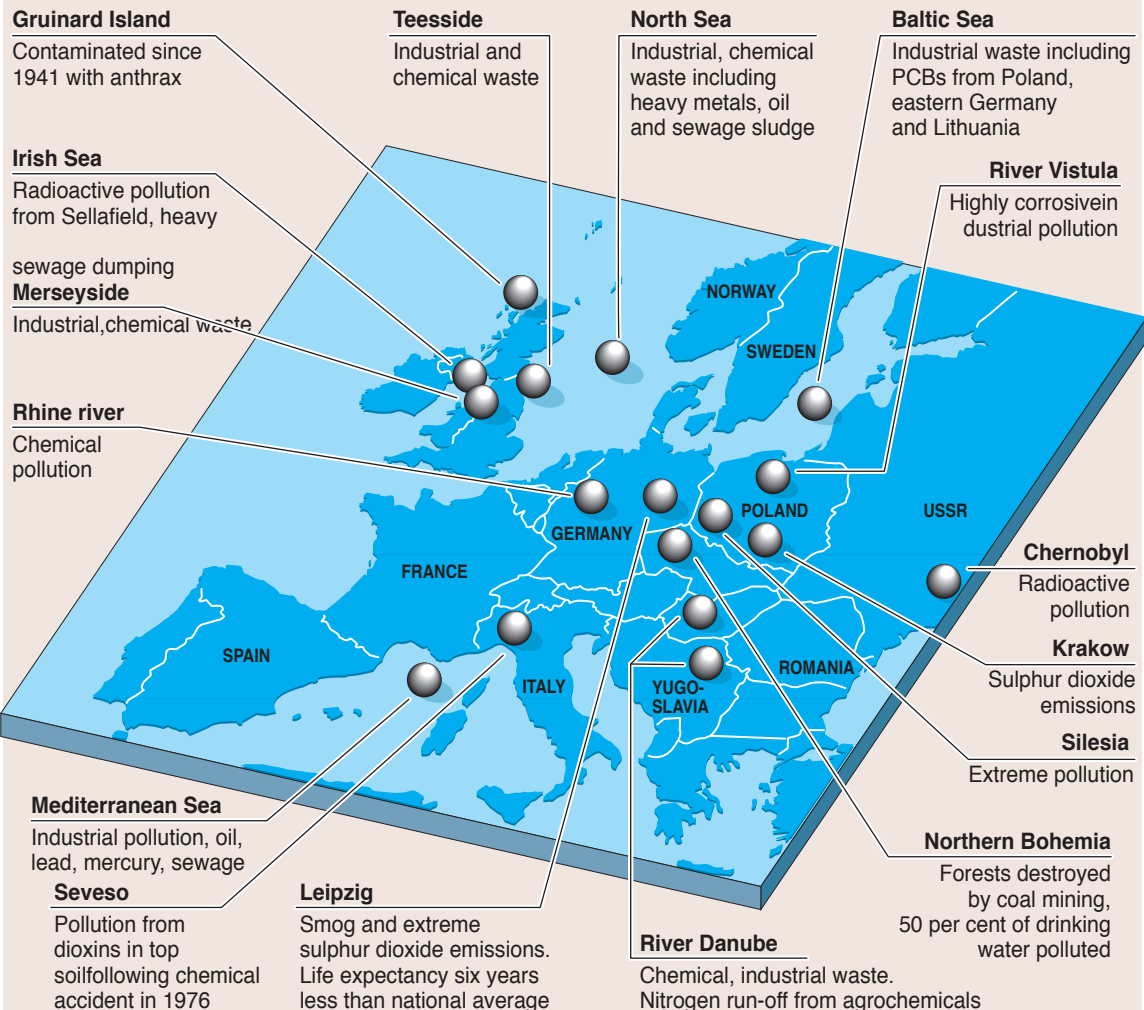 Gruinard Island
Contaminated since
1941 with anthrax
Teesside
Industrial and
chemical waste
North Sea
Industrial, chemical
waste including
heavy metals, oil
and sewage sludge
Baltic Sea
Industrial waste including
PCBs from Poland,
eastern Germany
and Lithuania
Irish Sea
Radioactive pollution
from Sellafield, heavy
sewage dumping
Merseyside
Industrial,chemical waste
River Vistula
Highly corrosivein
dustrial pollution
Rhine river
Chemical
pollution
NORWAY
SWEDEN
POLAND
USSR
GERMANY
FRANCE
SPAIN
ITALY
YUGO-
SLAVIA
ROMANIA
Chernobyl
Radioactive
pollution
Krakow
Sulphur dioxide
emissions
Silesia
Extreme pollution
Mediterranean Sea
Industrial pollution, oil,
lead, mercury, sewage
Seveso
Pollution from
dioxins in top
soilfollowing chemical
accident in 1976
Leipzig
Smog and extreme
sulphur dioxide emissions.
Life expectancy six years
less than national average
River Danube
Chemical, industrial waste.
Nitrogen run-off from agrochemicals
Northern Bohemia
Forests destroyed
by coal mining,
50 per cent of drinking
water polluted